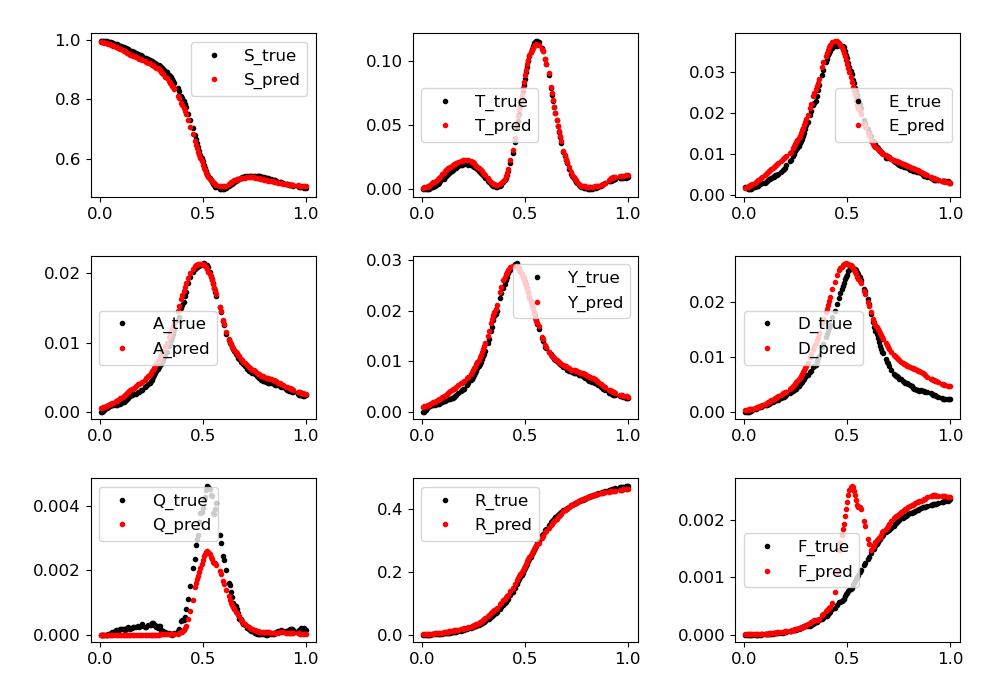 1.0
0.8
0.6
0.0 0.5 1.0
S_true
S_pred
0.10
0.05
0.00
0.0 0.5 1.0
T_true
T_pred
0.03
0.02
0.01
0.00
0.0 0.5 1.0
E_true
E_pred
0.02
0.01
0.00
0.0 0.5 1.0
A_true
A_pred
0.03
0.02
0.01
0.00
0.0 0.5 1.0
Y_true
Y_pred
0.02
0.01
0.00
0.0 0.5 1.0
D_true
D_pred
0.004
0.002
0.000
0.0 0.5 1.0
Q_true
Q_pred
0.4
0.2
0.0
0.0 0.5 1.0
R_true
R_pred
0.002
0.001
0.000
0.0 0.5 1.0
F_true
F_pred